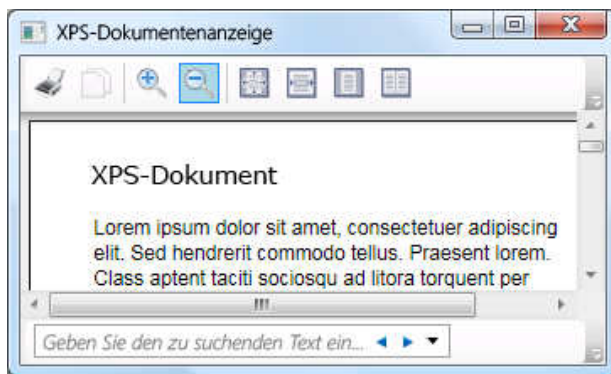 XPS-Dokumentenanzeige
XPS-Dokument
Lorem ipsum dolor sit amet, consectetuer adipiscing
elit. Sed hendrerit commodo tellus. Praesent lorem.
Class aptent taciti sociosqu ad litora torquent per
Geben Sie den zu suchenden Text ein...